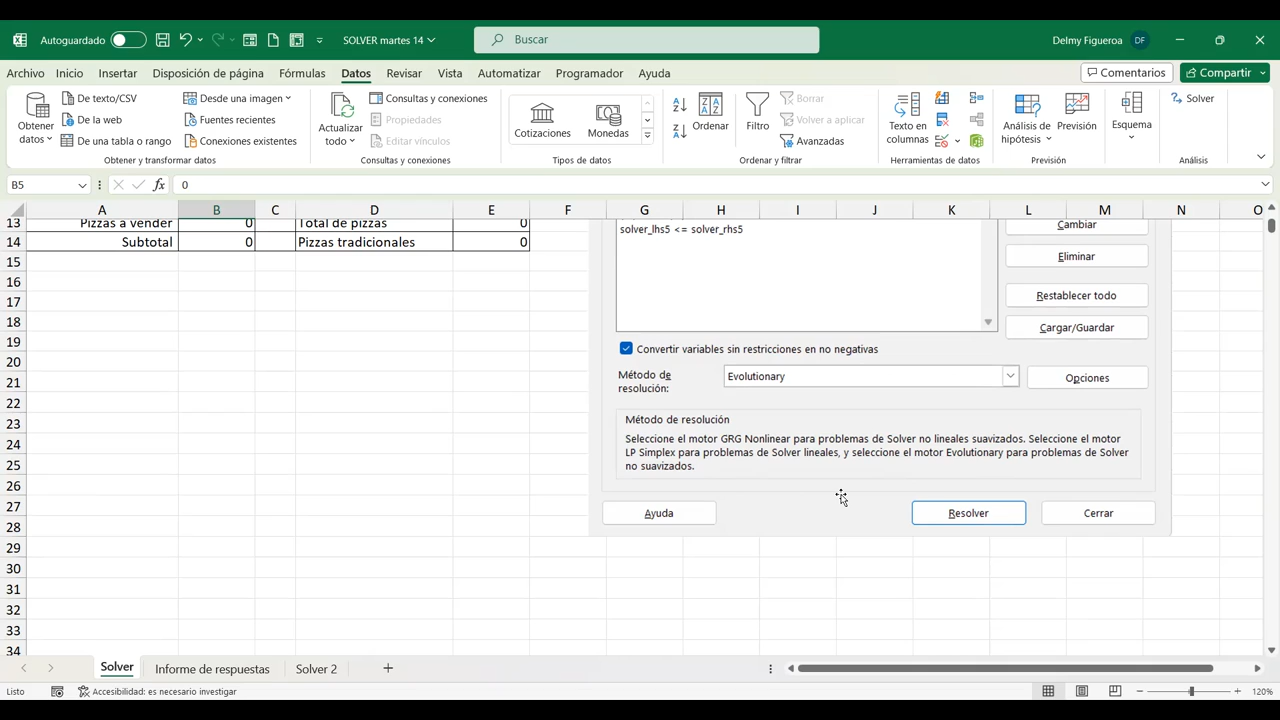 Autoguardado
SOLVER martes 14
Buscar
Delmy Figueroa
DF
Archivo
Inicio
Insertar
Disposición de página
Fórmulas
Datos
Revisar
Vista
Automatizar
Programador
Ayuda
Comentarios
Compartir
Obtener datos
De texto/CSV
De la web
De una tabla o rango
Desde una imagen
Fuentes recientes
Conexiones existentes
Obtener y transformar datos
Actualizar todo
Consultas y conexiones
Propiedades
Editar vínculos
Consultas y conexiones
Cotizaciones
Monedas
Tipos de datos
Ordenar
Filtro
Borrar
Volver a aplicar
Avanzadas
Ordenar y filtrar
Texto en columnas
Herramientas de datos
Análisis de hipótesis
Previsión
Previsión
Esquema
Solver
Análisis
B5
fx
0
A B C D E F G H I J K L M N O
13 Pizzas a vender 0 Total de pizzas 0
14 Subtotal 0 Pizzas tradicionales 0
15
16
17
18
19
20
21
22
23
24
25
26
27
28
29
30
31
32
33
34
solver_lhs5 <= solver_rhs5
Cambiar
Eliminar
Restablecer todo
Cargar/Guardar
Convertir variables sin restricciones en no negativas
Método de
resolución:
Evolutionary
Opciones
Método de resolución
Seleccione el motor GRG Nonlinear para problemas de Solver no lineales suavizados. Seleccione el motor
LP Simplex para problemas de Solver lineales, y seleccione el motor Evolutionary para problemas de Solver
no suavizados.
Ayuda
Resolver
Cerrar
Solver
Informe de respuestas
Solver 2
Listo
Accesibilidad: es necesario investigar
120%